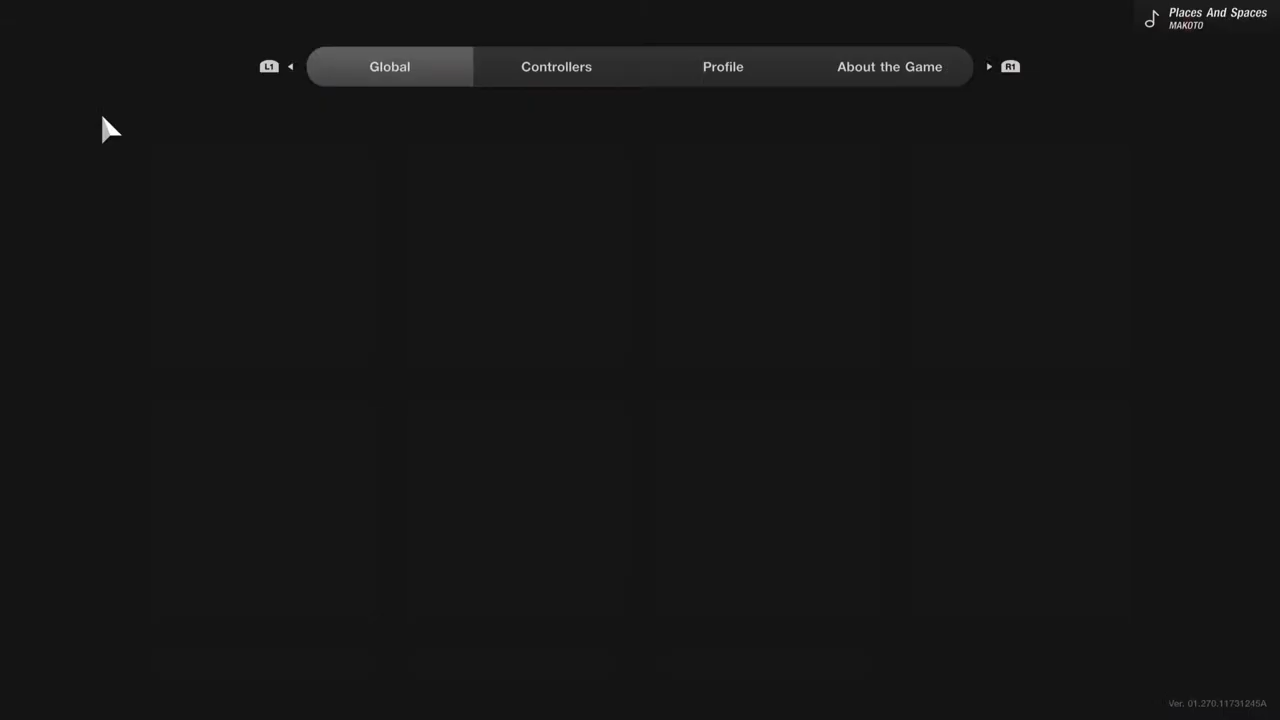 Places And Spaces
MAKOTO
L1 Global Controllers Profile About the Game R1
Ver. 01.270.11731245A